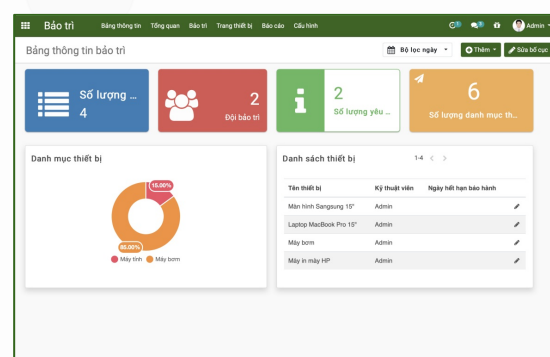 Bảo trì Bảng thông tin Tổng quan Bảo trì Trang thiết bị Báo cáo Cấu hình Admin
Bảng thông tin bảo trì Bộ lọc ngày Thêm Sửa bố cục
Số lượng ...
4
2
Đội bảo trì
2
Số lượng yêu ...
6
Số lượng danh mục th...
Danh mục thiết bị
15.00%
85.00%
Máy tính Máy bơm
Danh sách thiết bị 1-4
Tên thiết bị Kỹ thuật viên Ngày hết hạn bảo hành
Màn hình Sangsung 15" Admin
Laptop MacBook Pro 15" Admin
Máy bơm Admin
Máy in máy HP Admin